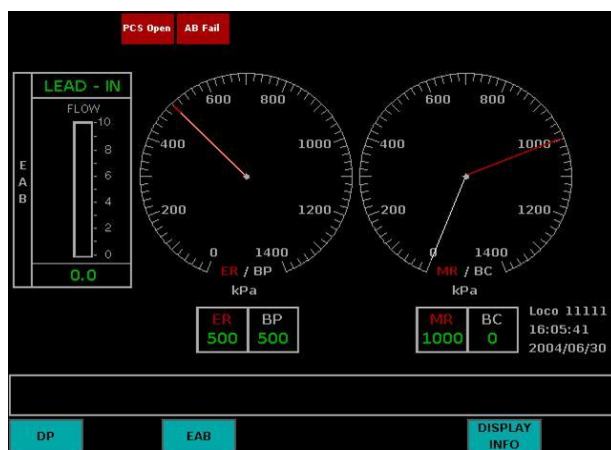 PCS Open AB Fail
LEAD - IN
FLOW
10
8
6
4
2
0
0.0
E
A
B
600 800
400 1000
200 1200
0 1400
ER / BP
kPa
600 800
400 1000
200 1200
0 1400
MR / BC
kPa
ER BP
500 500
MR BC
1000 0
Loco 11111
16:05:41
2004/06/30
DP
EAB
DISPLAY
INFO